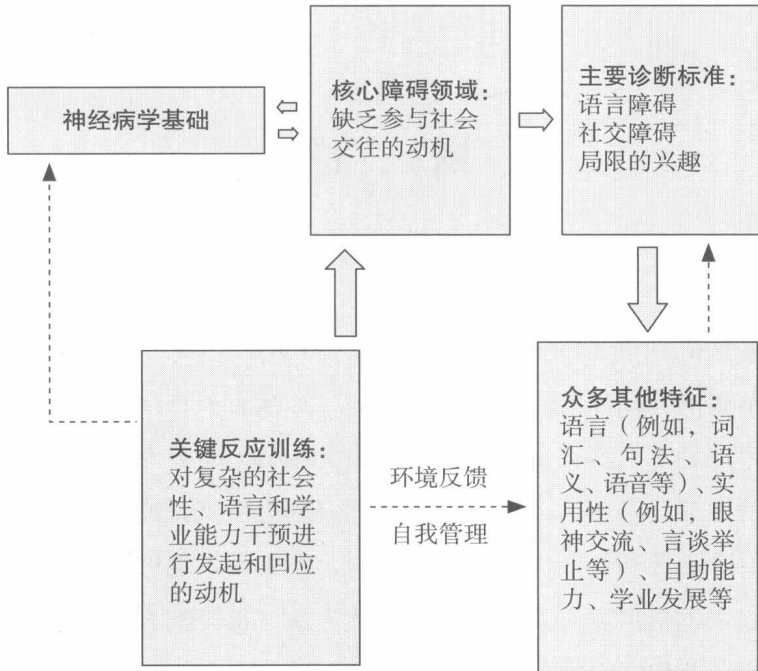 神经病学基础
核心障碍领域：
缺乏参与社会
交往的动机
主要诊断标准：
语言障碍
社交障碍
局限的兴趣
关键反应训练：
对复杂的社会
性、语言和学
业能力干预进
行发起和回应
的动机
环境反馈
自我管理
众多其他特征：
语言（例如，词
汇、句法、语
义、语音等）、实
用性（例如，眼
神交流、言谈举
止等）、自助能
力、学业发展等